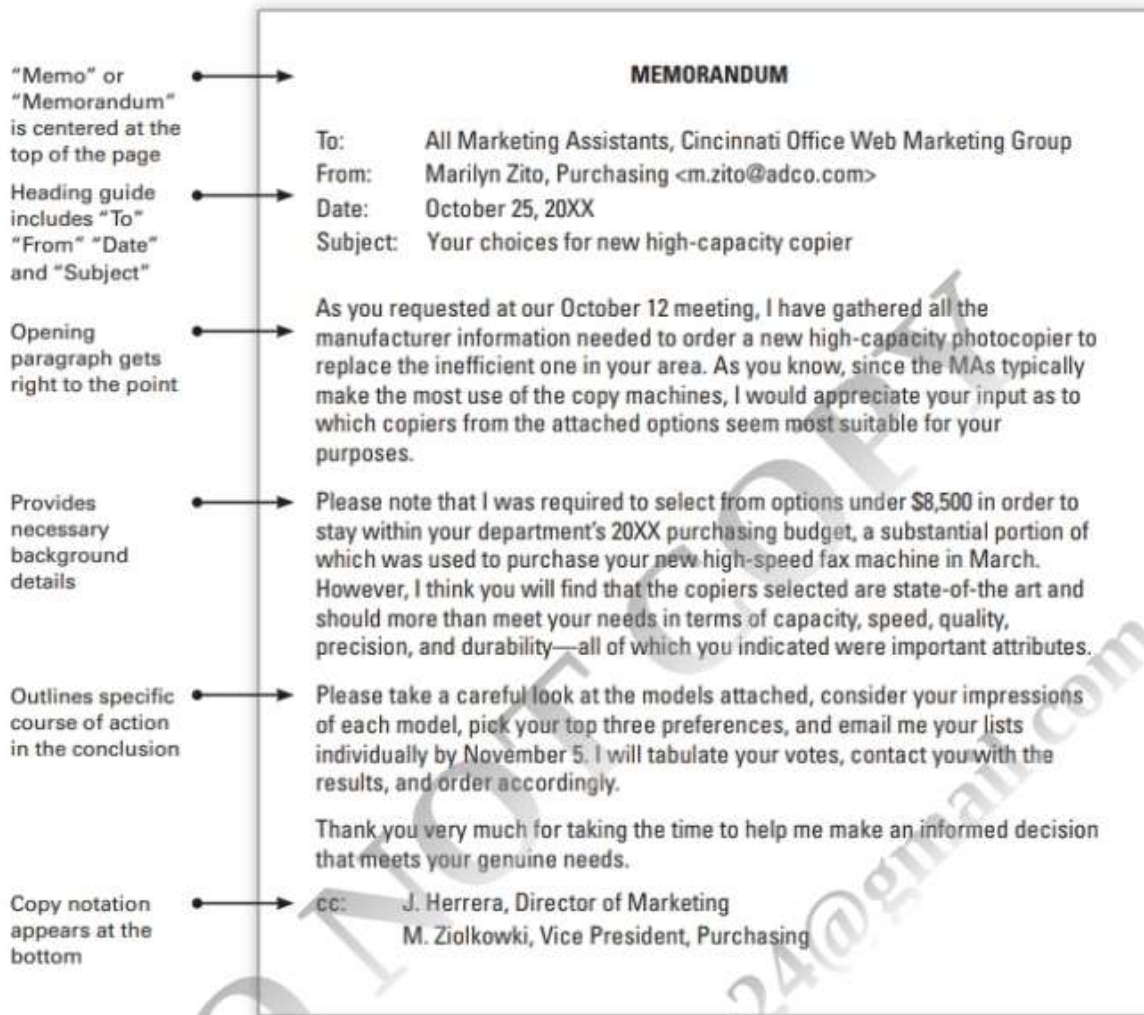 "Memo" or
"Memorandum"
is centered at the
top of the page
Heading guide
includes "To"
"From" "Date"
and "Subject"
Opening
paragraph gets
right to the point
Provides
necessary
background
details
Outlines specific
course of action
in the conclusion
Copy notation
appears at the
bottom
MEMORANDUM
To: All Marketing Assistants, Cincinnati Office Web Marketing Group
From: Marilyn Zito, Purchasing <m.zito@adco.com>
Date: October 25, 20XX
Subject: Your choices for new high-capacity copier
As you requested at our October 12 meeting, I have gathered all the
manufacturer information needed to order a new high-capacity photocopier to
replace the inefficient one in your area. As you know, since the MAs typically
make the most use of the copy machines, I would appreciate your input as to
which copiers from the attached options seem most suitable for your
purposes.
Please note that I was required to select from options under $8,500 in order to
stay within your department's 20XX purchasing budget, a substantial portion of
which was used to purchase your new high-speed fax machine in March.
However, I think you will find that the copiers selected are state-of-the art and
should more than meet your needs in terms of capacity, speed, quality,
precision, and durability—all of which you indicated were important attributes.
Please take a careful look at the models attached, consider your impressions
of each model, pick your top three preferences, and email me your lists
individually by November 5. I will tabulate your votes, contact you with the
results, and order accordingly.
Thank you very much for taking the time to help me make an informed decision
that meets your genuine needs.
cc: J. Herrera, Director of Marketing
M. Ziolkowki, Vice President, Purchasing
NOT COPY
24@gmail.com